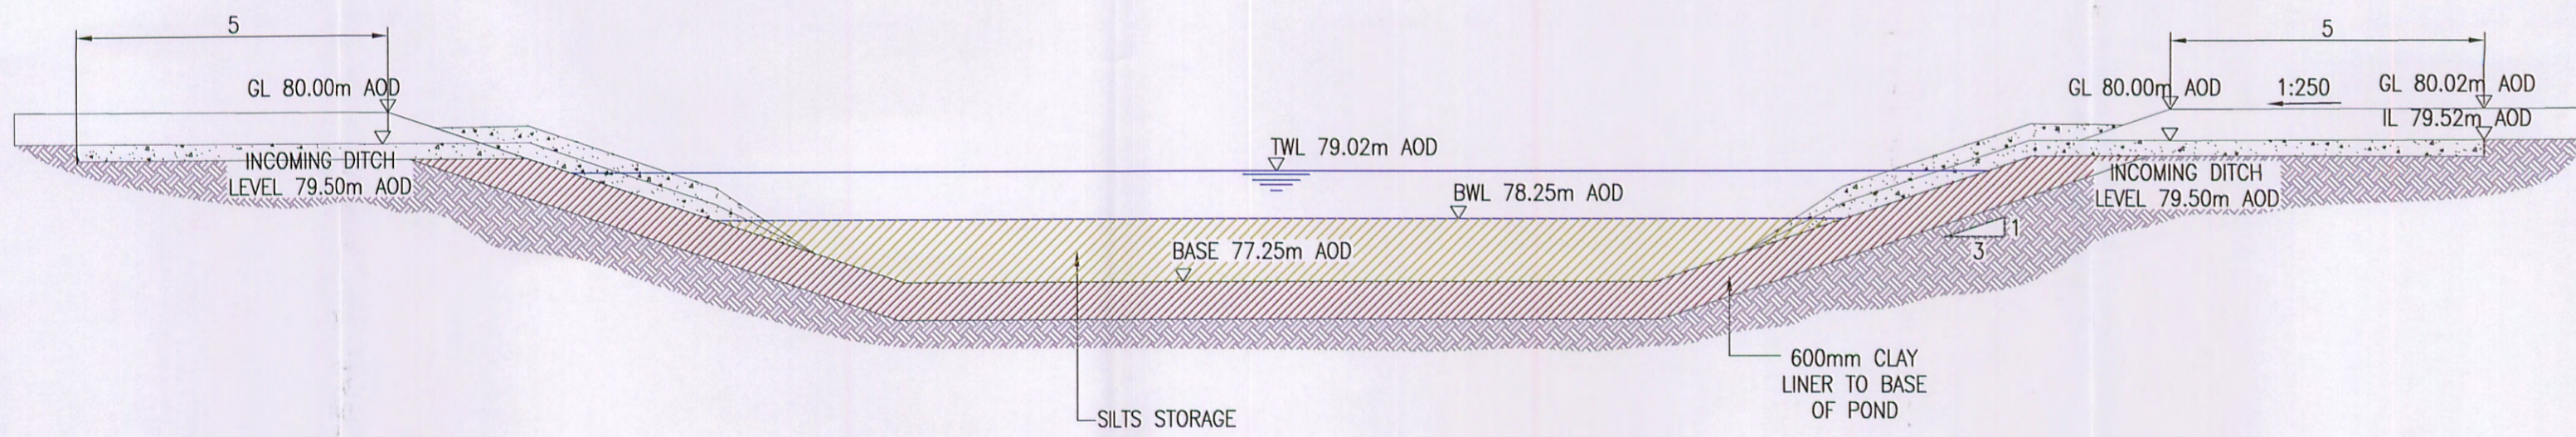 5
GL 80.00m AOD
INCOMING DITCH
LEVEL 79.50m AOD
TWL 79.02m AOD
BWL 78.25m AOD
BASE 77.25m AOD
SILTS STORAGE
600mm CLAY
LINER TO BASE
OF POND
1
3
5
GL 80.00m AOD
1:250
GL 80.02m AOD
IL 79.52m AOD
INCOMING DITCH
LEVEL 79.50m AOD